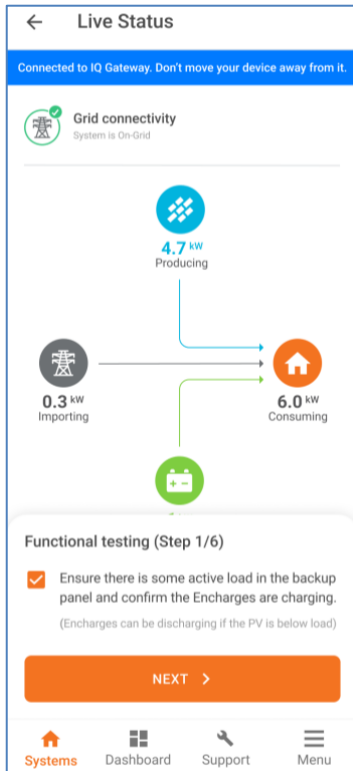 Live Status
Connected to IQ Gateway. Don't move your device away from it.
Grid connectivity
System is On-Grid
4.7 kW
Producing
0.3 kW
Importing
6.0 kW
Consuming
Functional testing (Step 1/6)
Ensure there is some active load in the backup
panel and confirm the Encharges are charging.
(Encharges can be discharging if the PV is below load)
NEXT
Systems
Dashboard
Support
Menu